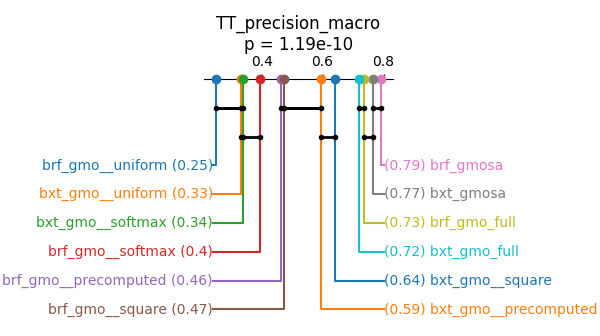 TT_precision_macro
p = 1.19e-10
0.4 0.6 0.8
brf_gmo__uniform (0.25) (0.79) brf_gmosa
bxt_gmo__uniform (0.33) (0.77) bxt_gmosa
bxt_gmo__softmax (0.34) (0.73) brf_gmo_full
brf_gmo__softmax (0.4) (0.72) bxt_gmo_full
brf_gmo__precomputed (0.46) (0.64) bxt_gmo__square
brf_gmo__square (0.47) (0.59) bxt_gmo__precomputed